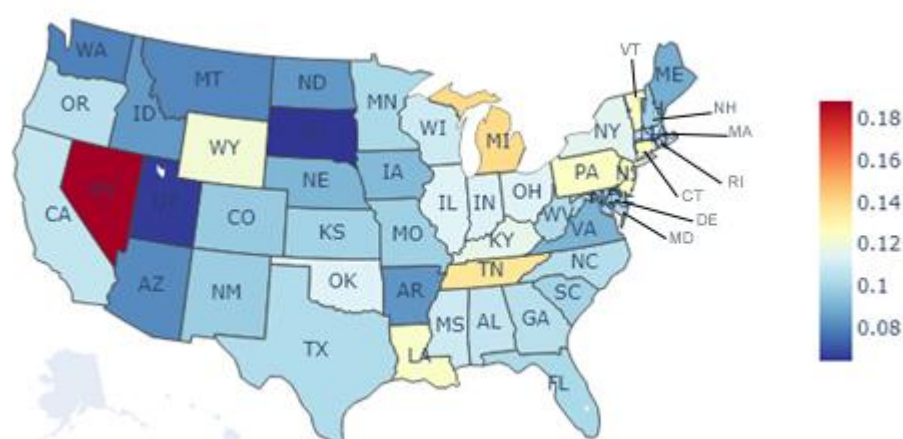 WA
MT
ND
MN
VT
ME
OR
ID
WI
NH
WY
MI
NY
MA
NE
IA
PA
NJ
RI
CA
NV
UT
CO
IL
IN
OH
CT
KS
MO
WV
VA
DE
KY
MD
AZ
NM
OK
AR
TN
NC
SC
MS
AL
GA
TX
LA
FL
0.18
0.16
0.14
0.12
0.1
0.08